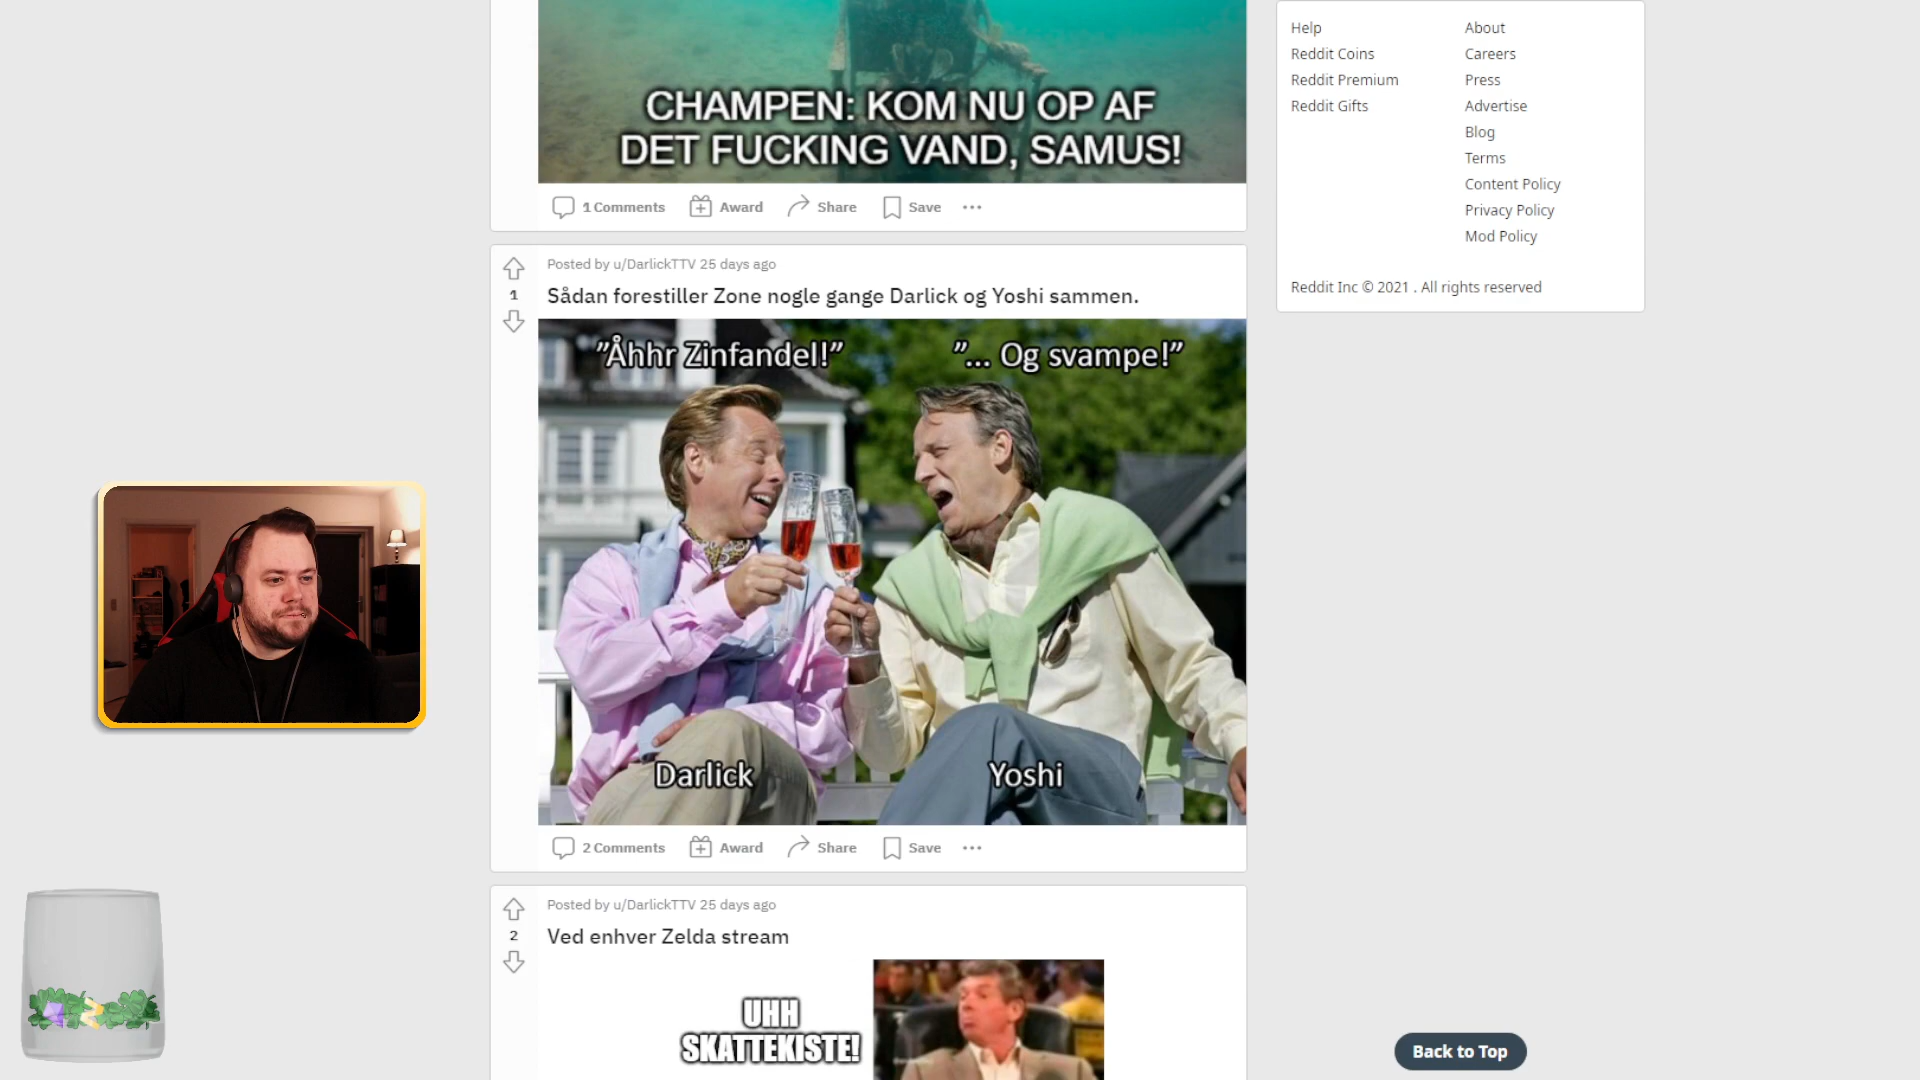 CHAMPEN: KOM NU OP AF
DET FUCKING VAND, SAMUS!
1 Comments Award Share Save
Posted by u/DarlickTTV 25 days ago
1
Sådan forestiller Zone nogle gange Darlick og Yoshi sammen.
”Åhhr Zinfandel!” ”... Og svampe!”
Darlick Yoshi
2 Comments Award Share Save
Posted by u/DarlickTTV 25 days ago
2
Ved enhver Zelda stream
UHH
SKATTEKISTE!
Help About
Reddit Coins Careers
Reddit Premium Press
Reddit Gifts Advertise
Blog
Terms
Content Policy
Privacy Policy
Mod Policy
Reddit Inc © 2021 . All rights reserved
Back to Top